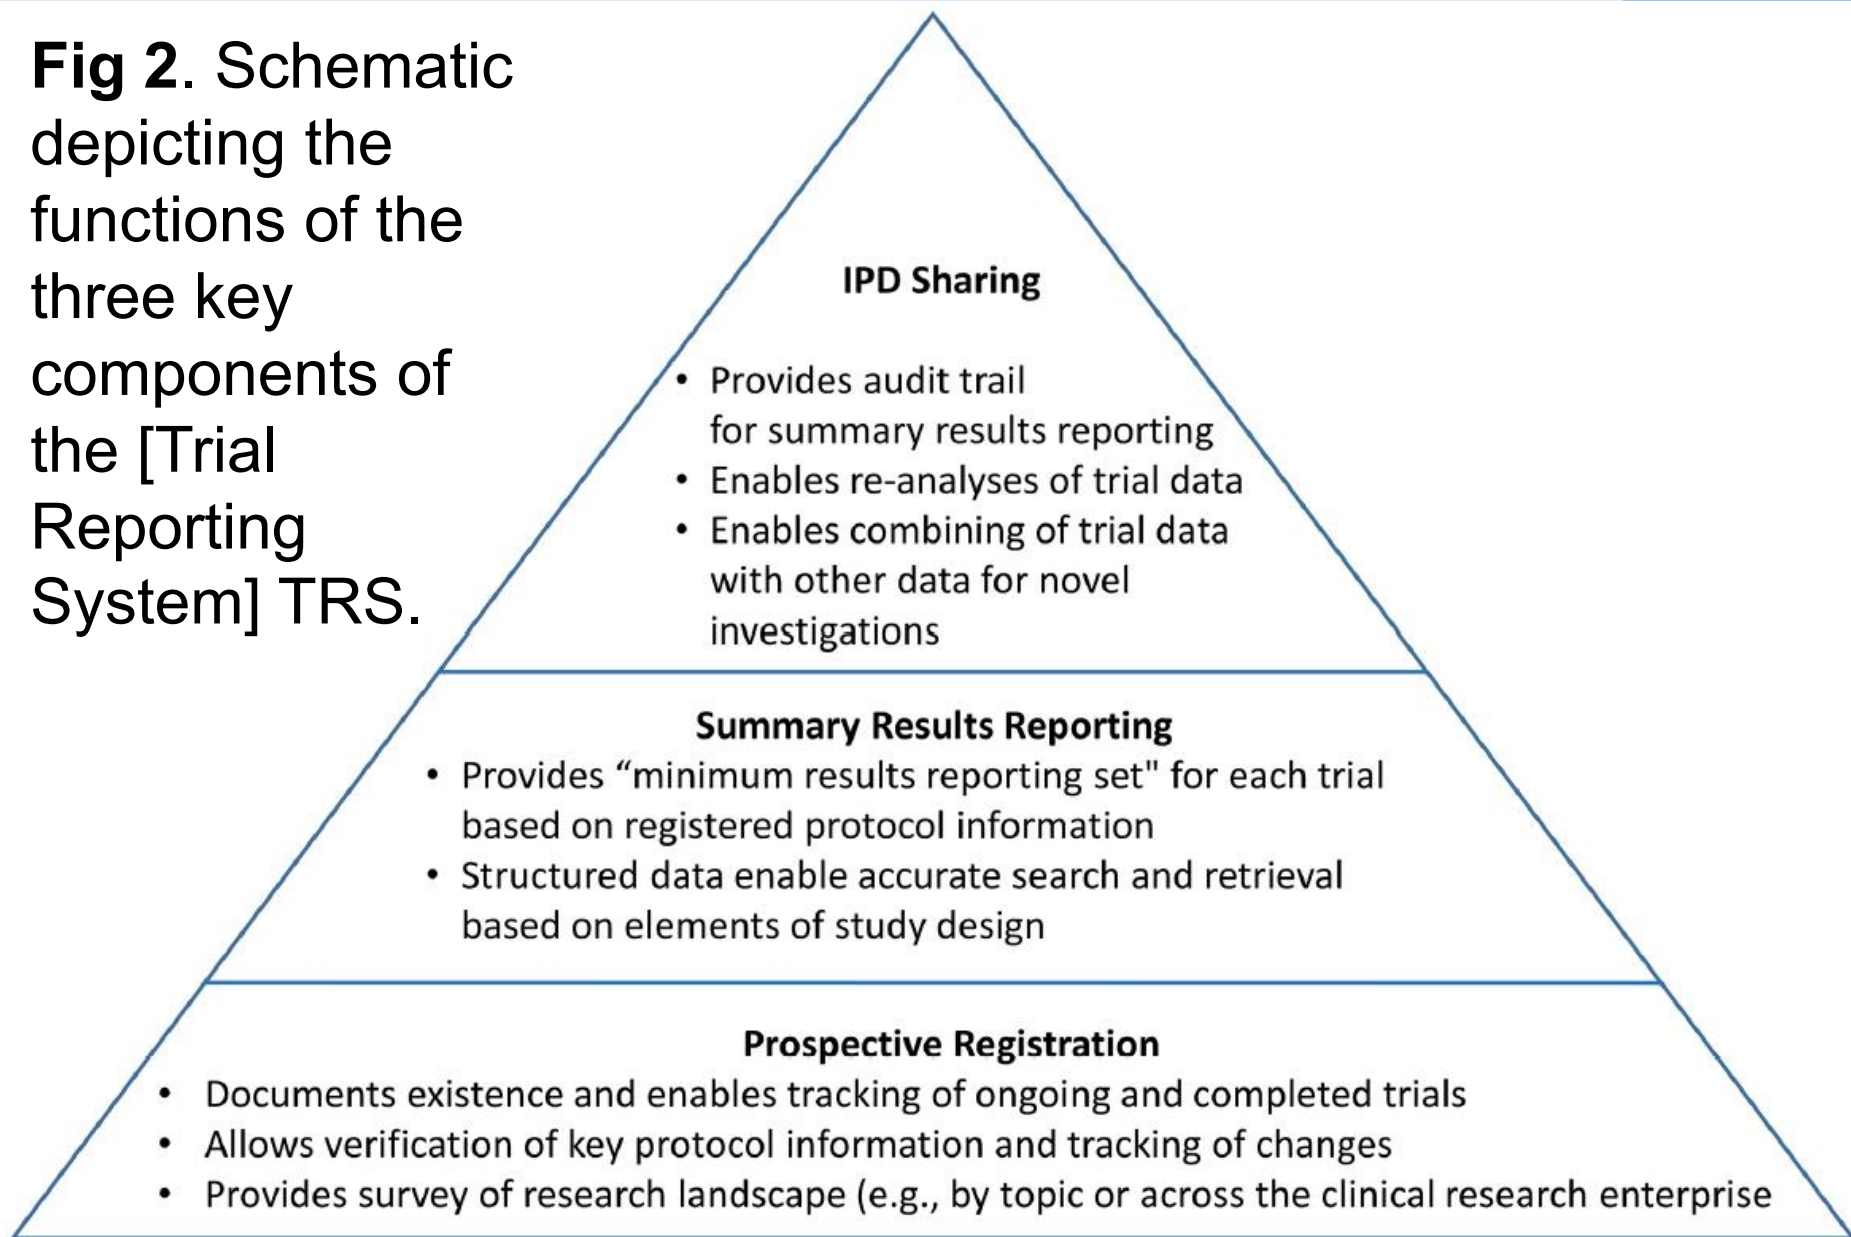 Fig 2. Schematic
depicting the
functions of the
three key
components of
the [Trial
Reporting
System] TRS.
IPD Sharing
• Provides audit trail
for summary results reporting
• Enables re-analyses of trial data
• Enables combining of trial data
with other data for novel
investigations
Summary Results Reporting
• Provides “minimum results reporting set" for each trial
based on registered protocol information
• Structured data enable accurate search and retrieval
based on elements of study design
Prospective Registration
• Documents existence and enables tracking of ongoing and completed trials
• Allows verification of key protocol information and tracking of changes
• Provides survey of research landscape (e.g., by topic or across the clinical research enterprise